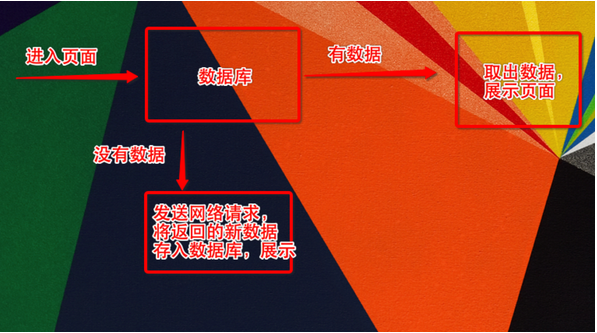 进入页面
数据库
有数据
取出数据，
展示页面
没有数据
发送网络请求，
将返回的新数据
存入数据库，展示